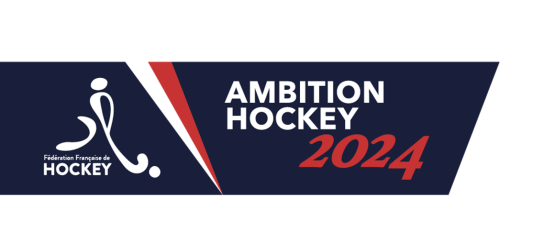 Fédération Française de
HOCKEY
AMBITION
HOCKEY
2024